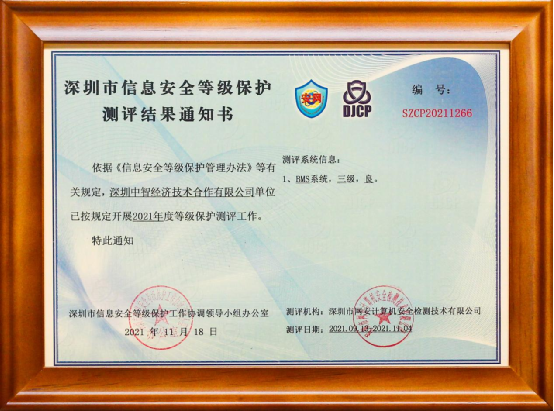 深圳市信息安全等级保护
测评结果通知书
DJCP
编 号:
SZCP20211266
依据《信息安全等级保护管理办法》等有
关规定，深圳中智经济技术合作有限公司单位
已按规定开展2021年度等级保护测评工作。
特此通知
测评系统信息：
1、HMS系统，三级，良。
深圳市信息安全等级保护工作协调领导小组办公室
2021 年 11 月 18 日
测评机构：深圳市网安计算机安全检测技术有限公司
测评日期：2021.09.13-2021.11.04